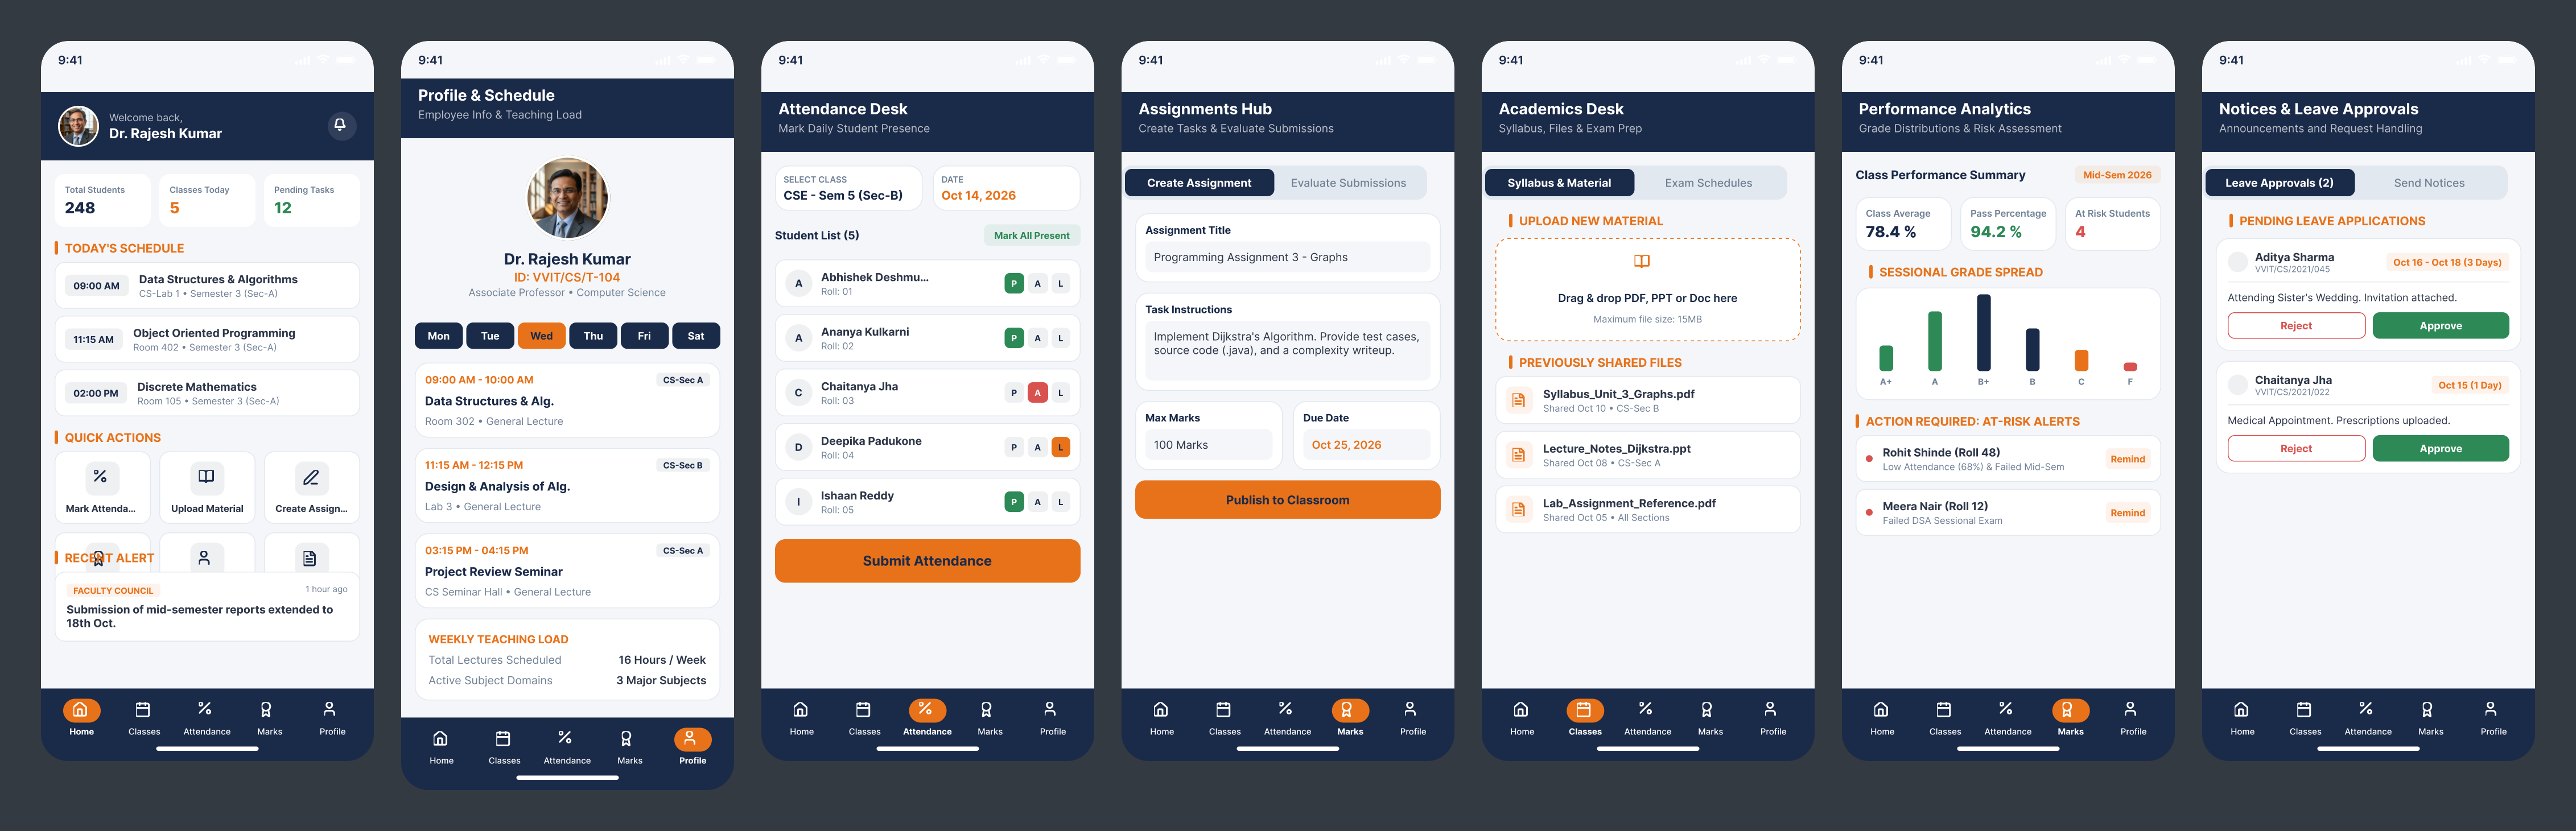 9:41
Welcome back,
Dr. Rajesh Kumar
Total Students
248
Classes Today
5
Pending Tasks
12
TODAY'S SCHEDULE
09:00 AM
Data Structures & Algorithms
CS-Lab 1 • Semester 3 (Sec-A)
11:15 AM
Object Oriented Programming
Room 402 • Semester 3 (Sec-A)
02:00 PM
Discrete Mathematics
Room 105 • Semester 3 (Sec-A)
QUICK ACTIONS
Mark Attenda...
Upload Material
Create Assign...
RECENT ALERT
FACULTY COUNCIL
1 hour ago
Submission of mid-semester reports extended to
18th Oct.
Home
Classes
Attendance
Marks
Profile
9:41
Profile & Schedule
Employee Info & Teaching Load
Dr. Rajesh Kumar
ID: VVIT/CS/T-104
Associate Professor • Computer Science
Mon
Tue
Wed
Thu
Fri
Sat
09:00 AM - 10:00 AM
CS-Sec A
Data Structures & Alg.
Room 302 • General Lecture
11:15 AM - 12:15 PM
CS-Sec B
Design & Analysis of Alg.
Lab 3 • General Lecture
03:15 PM - 04:15 PM
CS-Sec A
Project Review Seminar
CS Seminar Hall • General Lecture
WEEKLY TEACHING LOAD
Total Lectures Scheduled
16 Hours / Week
Active Subject Domains
3 Major Subjects
Home
Classes
Attendance
Marks
Profile
9:41
Attendance Desk
Mark Daily Student Presence
SELECT CLASS
CSE - Sem 5 (Sec-B)
DATE
Oct 14, 2026
Student List (5)
Mark All Present
A
Abhishek Deshmu...
Roll: 01
P A L
A
Ananya Kulkarni
Roll: 02
P A L
C
Chaitanya Jha
Roll: 03
P A L
D
Deepika Padukone
Roll: 04
P A L
I
Ishaan Reddy
Roll: 05
P A L
Submit Attendance
Home
Classes
Attendance
Marks
Profile
9:41
Assignments Hub
Create Tasks & Evaluate Submissions
Create Assignment
Evaluate Submissions
Assignment Title
Programming Assignment 3 - Graphs
Task Instructions
Implement Dijkstra's Algorithm. Provide test cases,
source code (.java), and a complexity writeup.
Max Marks
100 Marks
Due Date
Oct 25, 2026
Publish to Classroom
Home
Classes
Attendance
Marks
Profile
9:41
Academics Desk
Syllabus, Files & Exam Prep
Syllabus & Material
Exam Schedules
UPLOAD NEW MATERIAL
Drag & drop PDF, PPT or Doc here
Maximum file size: 15MB
PREVIOUSLY SHARED FILES
Syllabus_Unit_3_Graphs.pdf
Shared Oct 10 • CS-Sec B
Lecture_Notes_Dijkstra.ppt
Shared Oct 08 • CS-Sec A
Lab_Assignment_Reference.pdf
Shared Oct 05 • All Sections
Home
Classes
Attendance
Marks
Profile
9:41
Performance Analytics
Grade Distributions & Risk Assessment
Class Performance Summary
Mid-Sem 2026
Class Average
78.4 %
Pass Percentage
94.2 %
At Risk Students
4
SESSIONAL GRADE SPREAD
A+
A
B+
B
C
F
ACTION REQUIRED: AT-RISK ALERTS
Rohit Shinde (Roll 48)
Low Attendance (68%) & Failed Mid-Sem
Remind
Meera Nair (Roll 12)
Failed DSA Sessional Exam
Remind
Home
Classes
Attendance
Marks
Profile
9:41
Notices & Leave Approvals
Announcements and Request Handling
Leave Approvals (2)
Send Notices
PENDING LEAVE APPLICATIONS
Aditya Sharma
VVIT/CS/2021/045
Oct 16 - Oct 18 (3 Days)
Attending Sister's Wedding. Invitation attached.
Reject
Approve
Chaitanya Jha
VVIT/CS/2021/022
Oct 15 (1 Day)
Medical Appointment. Prescriptions uploaded.
Reject
Approve
Home
Classes
Attendance
Marks
Profile